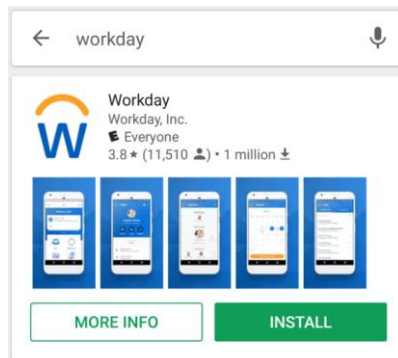 workday
Workday
Workday, Inc.
E Everyone
3.8★ (11,510 👤) • 1 million ⬇
MORE INFO
INSTALL